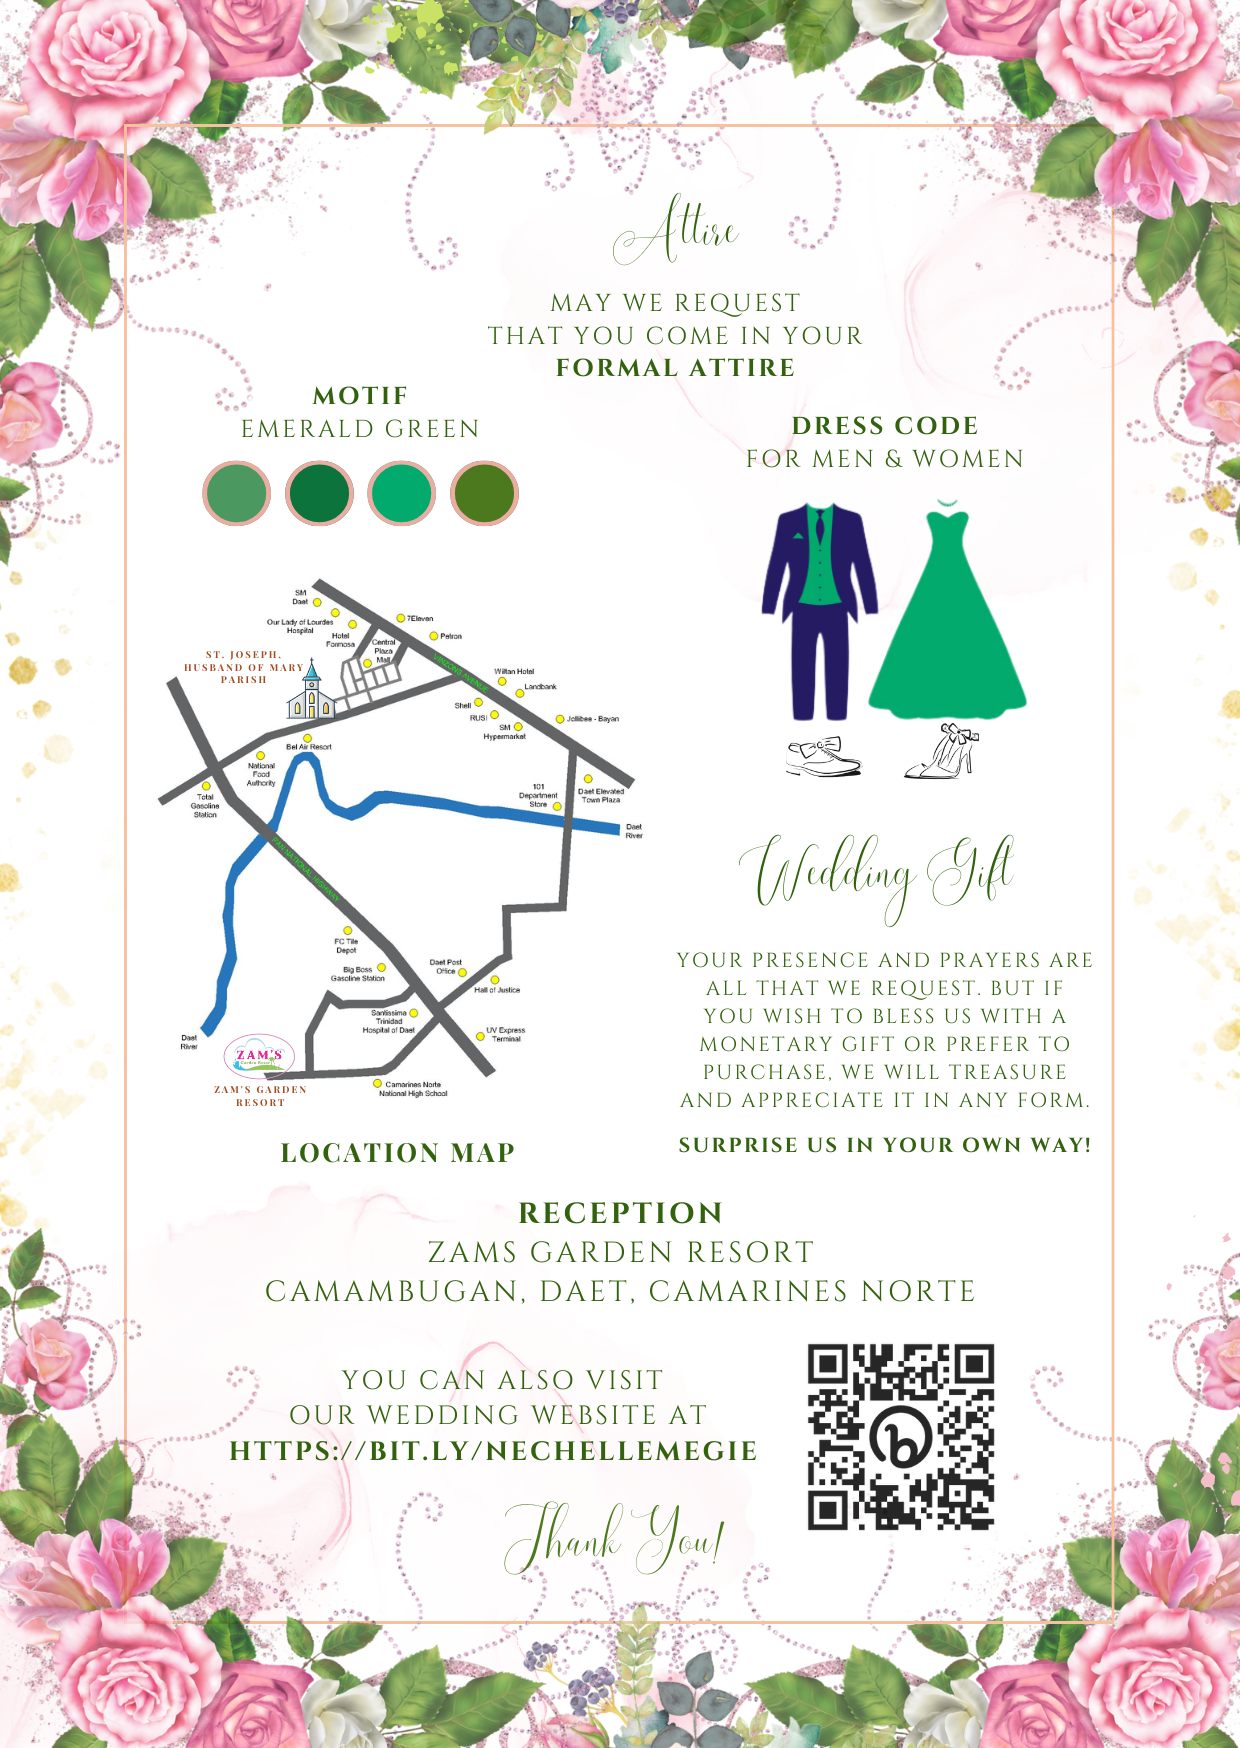 Attire
MAY WE REQUEST
THAT YOU COME IN YOUR
FORMAL ATTIRE
MOTIF
EMERALD GREEN
DRESS CODE
FOR MEN & WOMEN
SM
Daet
Our Lady of Lourdes
Hospital
Hotel
Formosa
Central
Plaza
Mall
7Eleven
Petron
VINZONS AVENUE
ST. JOSEPH,
HUSBAND OF MARY
PARISH
Wiltan Hotel
Landbank
Shell
RUSI
SM
Hypermarket
Jollibee - Bayan
Bel Air Resort
National
Food
Authority
Total
Gasoline
Station
101
Department
Store
Daet Elevated
Town Plaza
Daet
River
PAN NATIONAL HIGHWAY
FC Tile
Depot
Big Boss
Gasoline Station
Daet Post
Office
Hall of Justice
Santissima
Trinidad
Hospital of Daet
UV Express
Terminal
Daet
River
ZAM'S
Garden Resort
ZAM'S GARDEN
RESORT
Camarines Norte
National High School
LOCATION MAP
Wedding Gift
YOUR PRESENCE AND PRAYERS ARE
ALL THAT WE REQUEST. BUT IF
YOU WISH TO BLESS US WITH A
MONETARY GIFT OR PREFER TO
PURCHASE, WE WILL TREASURE
AND APPRECIATE IT IN ANY FORM.
SURPRISE US IN YOUR OWN WAY!
RECEPTION
ZAMS GARDEN RESORT
CAMAMBUGAN, DAET, CAMARINES NORTE
YOU CAN ALSO VISIT
OUR WEDDING WEBSITE AT
HTTPS://BIT.LY/NECHELLEMEGIE
b
Thank You!